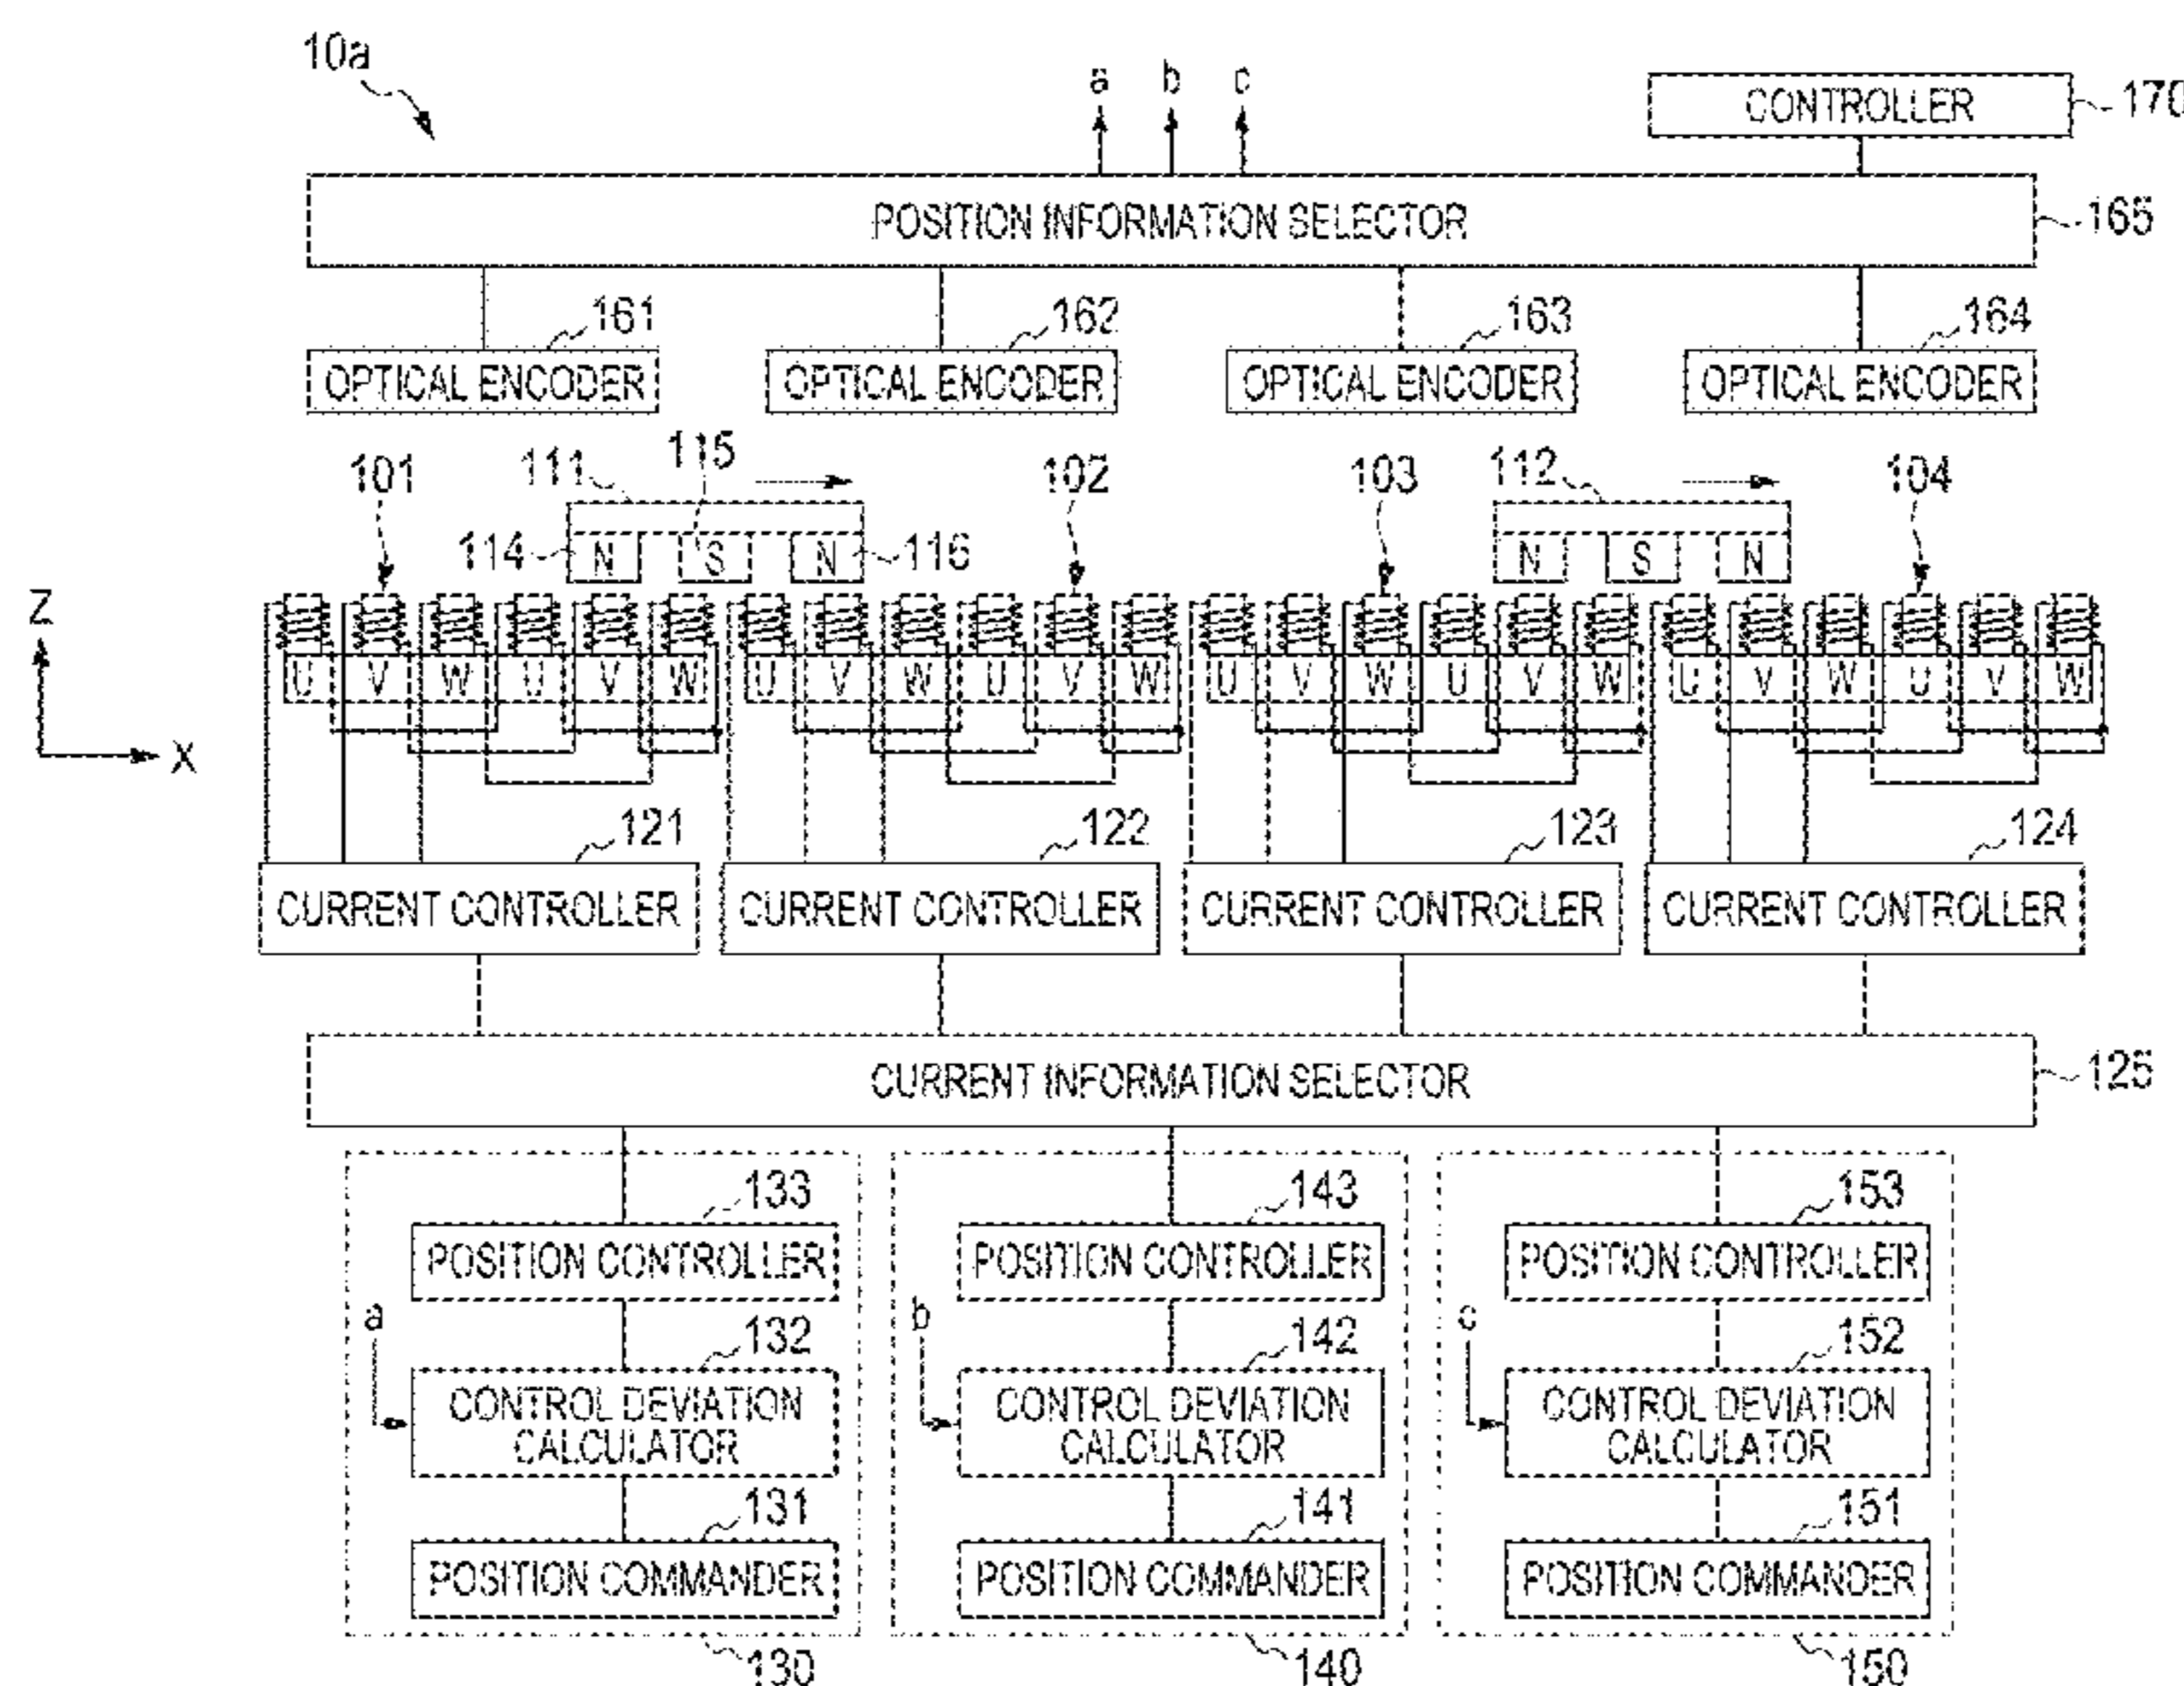 10a
a b c
CONTROLLER 170
POSITION INFORMATION SELECTOR 165
161 162 163 164
OPTICAL ENCODER OPTICAL ENCODER OPTICAL ENCODER OPTICAL ENCODER
101 111 115 102 103 112 104
114 N S N 116 N S N
Z
U V W U V W U V W U V W U V W U V W U V W U V W
X
121 122 123 124
CURRENT CONTROLLER CURRENT CONTROLLER CURRENT CONTROLLER CURRENT CONTROLLER
CURRENT INFORMATION SELECTOR 125
133 143 153
POSITION CONTROLLER POSITION CONTROLLER POSITION CONTROLLER
a 132 b 142 c 152
CONTROL DEVIATION CONTROL DEVIATION CONTROL DEVIATION
CALCULATOR CALCULATOR CALCULATOR
131 141 151
POSITION COMMANDER POSITION COMMANDER POSITION COMMANDER
130 140 150